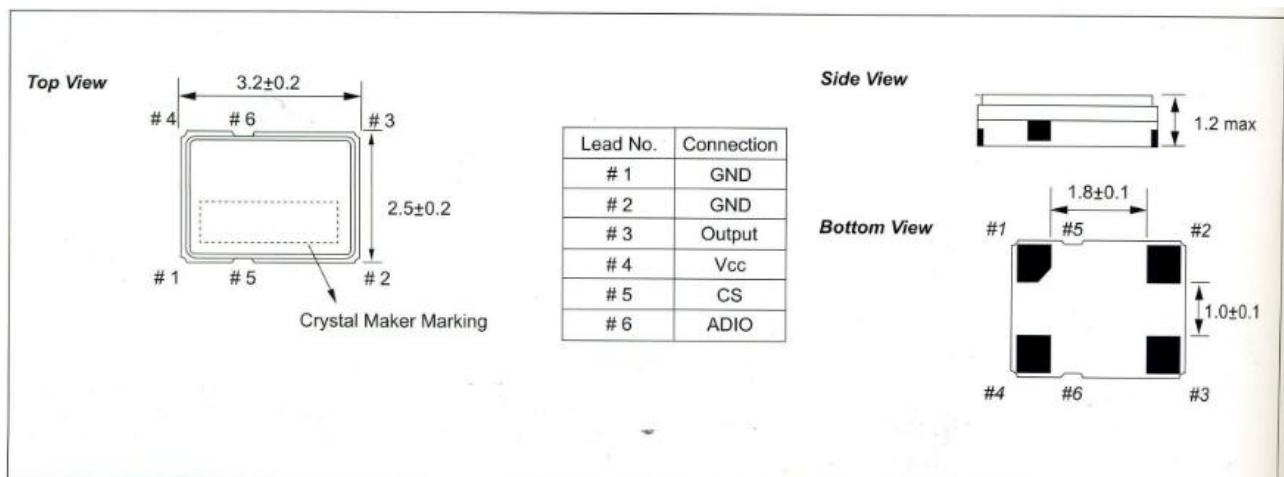 Top View
3.2±0.2
# 4
# 6
# 3
2.5±0.2
# 1
# 5
# 2
Crystal Maker Marking
Lead No. Connection
# 1 GND
# 2 GND
# 3 Output
# 4 Vcc
# 5 CS
# 6 ADIO
Side View
1.2 max
Bottom View
1.8±0.1
#1
#5
#2
1.0±0.1
#4
#6
#3